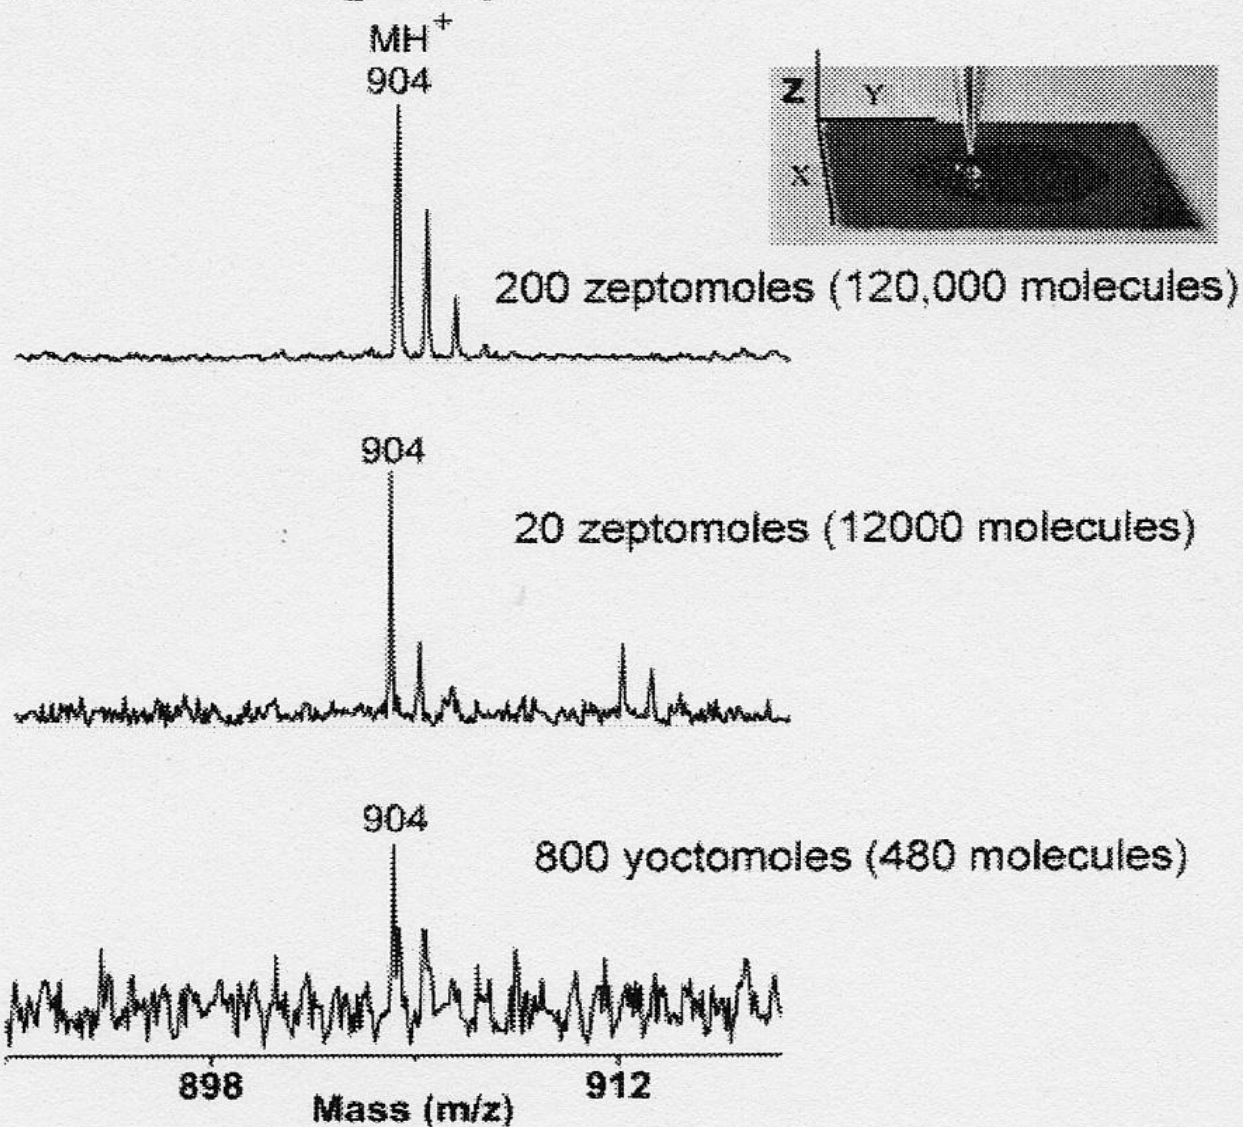 MH+
904
Z
Y
X
200 zeptomoles (120,000 molecules)
904
20 zeptomoles (12000 molecules)
904
800 yoctomoles (480 molecules)
898
912
Mass (m/z)